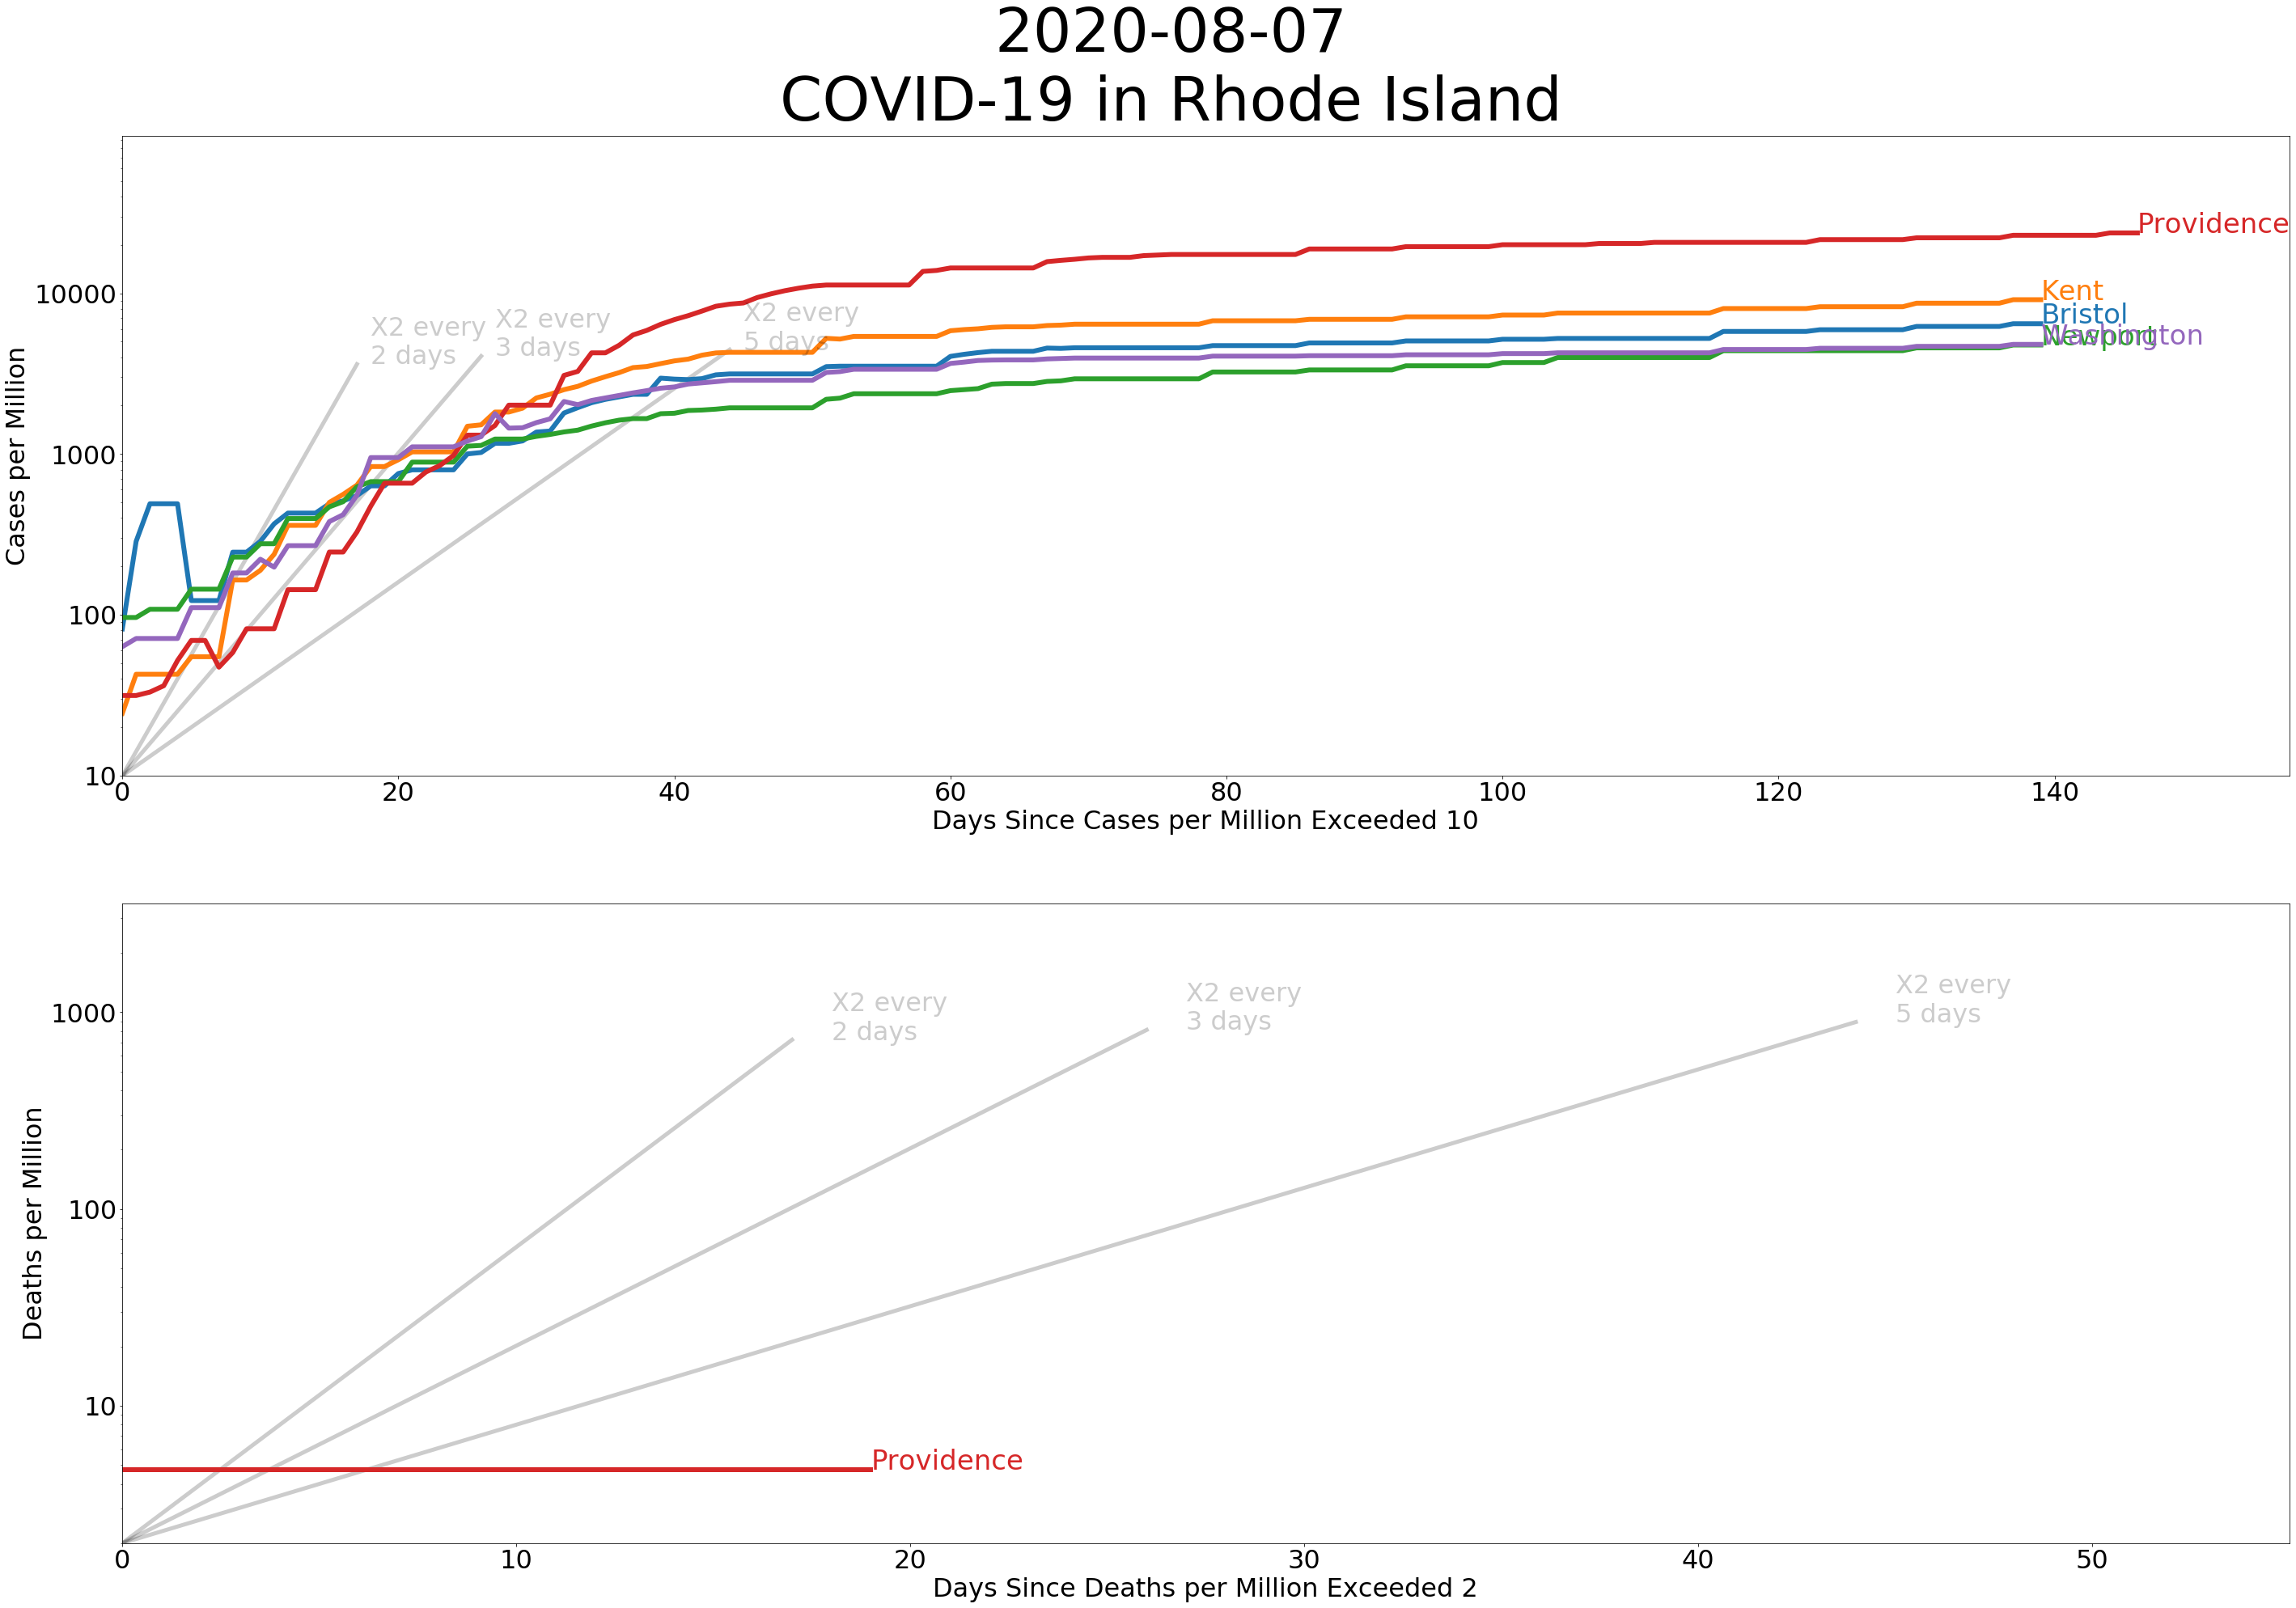 2020-08-07
COVID-19 in Rhode Island
Cases per Million
10000
1000
100
10
X2 every
2 days
X2 every
3 days
X2 every
5 days
Providence
Kent
Bristol
Washington
Newport
0 20 40 60 80 100 120 140
Days Since Cases per Million Exceeded 10
Deaths per Million
1000
100
10
X2 every
2 days
X2 every
3 days
X2 every
5 days
Providence
0 10 20 30 40 50
Days Since Deaths per Million Exceeded 2